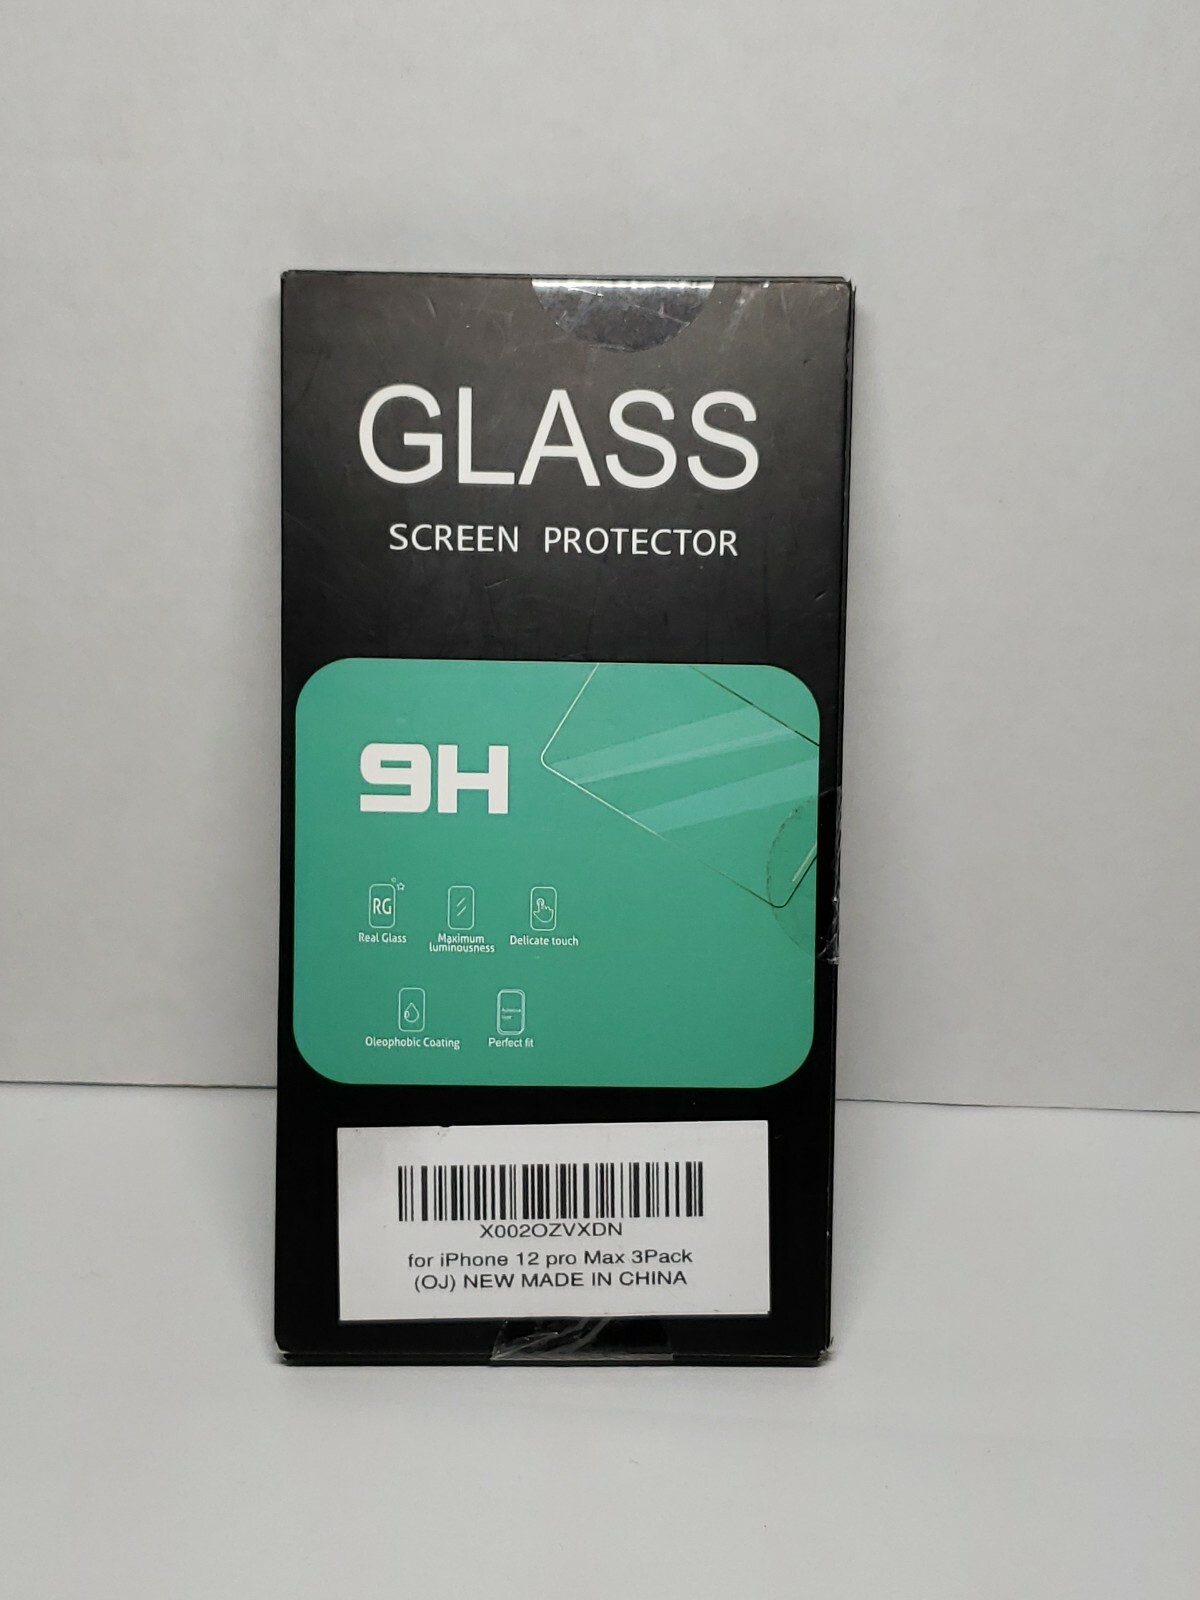 GLASS
SCREEN PROTECTOR
9H
RG
Real Glass
Maximum
luminousness
Delicate touch
Oleophobic Coating
Perfect fit
X002OZVXDN
for iPhone 12 pro Max 3Pack
(OJ) NEW MADE IN CHINA